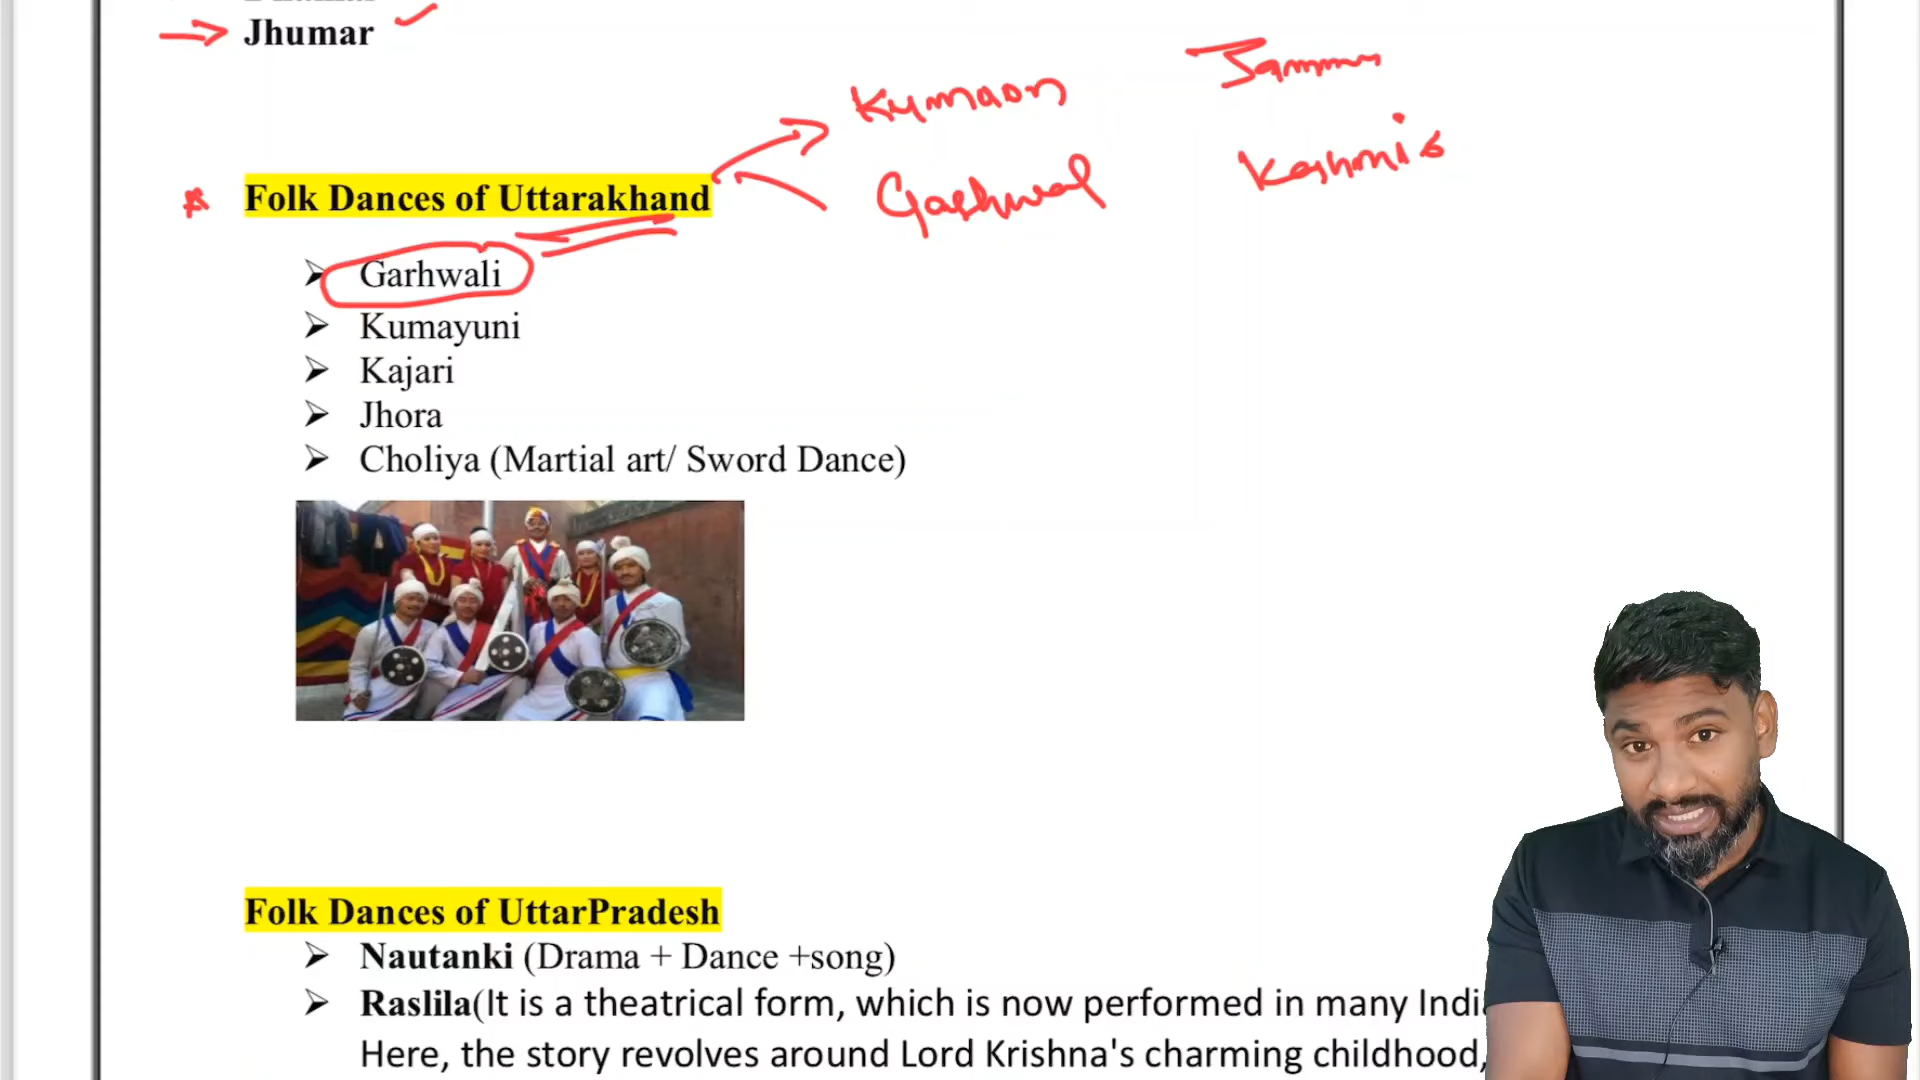 Jhumar
Kumaon
Jammu
Garhwal
Kashmir
Folk Dances of Uttarakhand
Garhwali
Kumayuni
Kajari
Jhora
Choliya (Martial art/ Sword Dance)
Folk Dances of UttarPradesh
Nautanki (Drama + Dance +song)
Raslila(It is a theatrical form, which is now performed in many
Here, the story revolves around Lord Krishna's charming childhood,